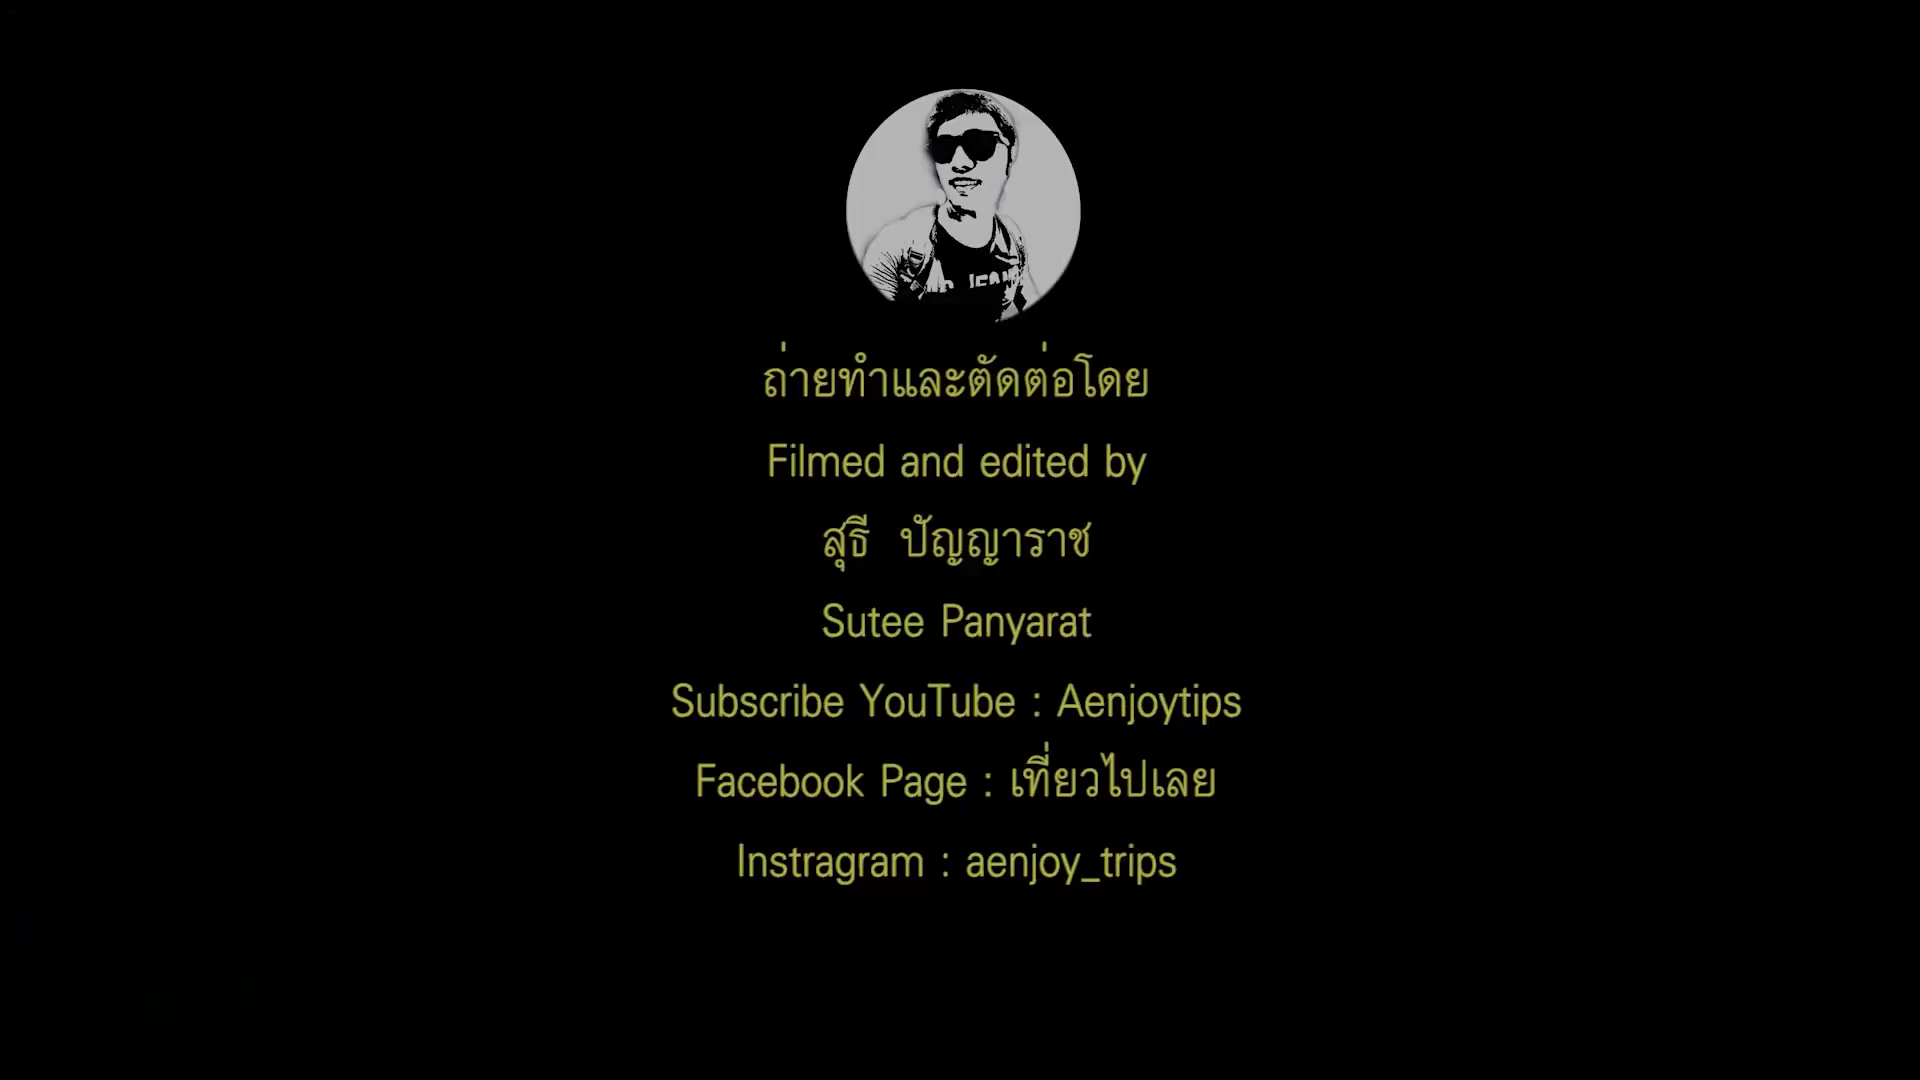 ถ่ายทำและตัดต่อโดย
Filmed and edited by
สุธี ปัญญาราช
Sutee Panyarat
Subscribe YouTube : Aenjoytips
Facebook Page : เที่ยวไปเลย
Instragram : aenjoy_trips